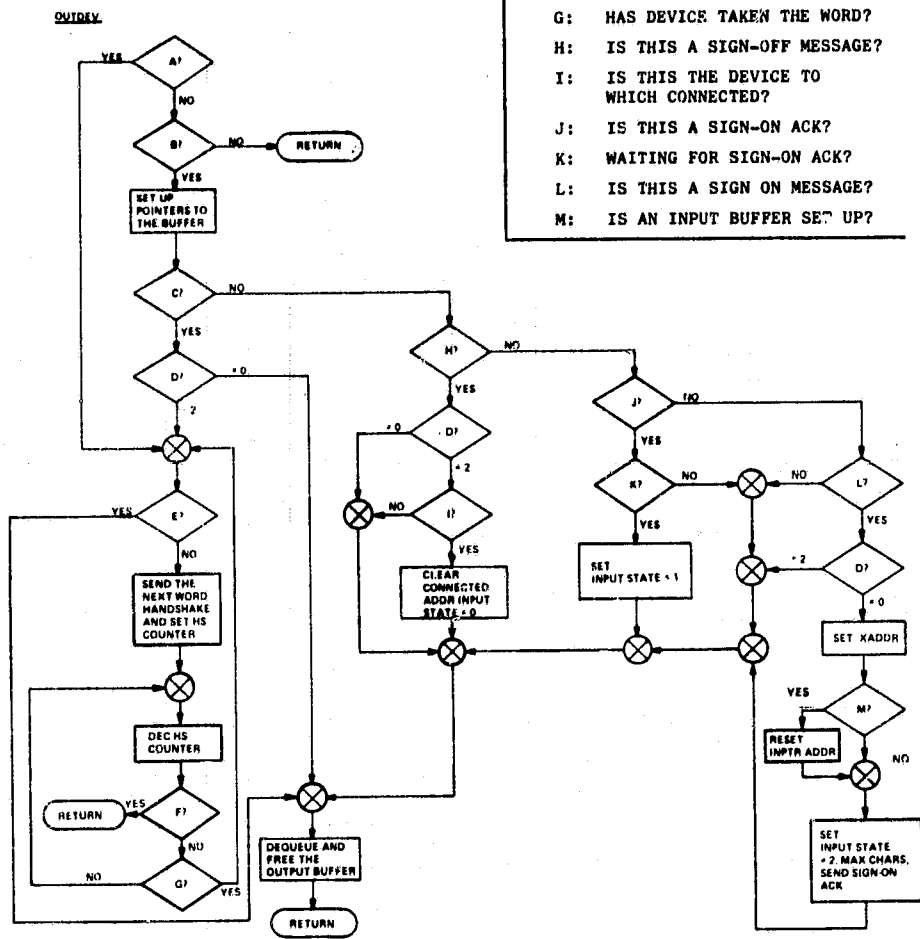 OUTDEV
G: HAS DEVICE TAKEN THE WORD?
H: IS THIS A SIGN-OFF MESSAGE?
I: IS THIS THE DEVICE TO
WHICH CONNECTED?
J: IS THIS A SIGN-ON ACK?
K: WAITING FOR SIGN-ON ACK?
L: IS THIS A SIGN ON MESSAGE?
M: IS AN INPUT BUFFER SET UP?
YES
A?
NO
B?
NO
RETURN
YES
SET UP
POINTERS TO
THE BUFFER
C?
NO
YES
H?
NO
D?
= 0
YES
J?
NO
2
= 0
D?
YES
= 2
K?
NO
NO
L?
YES
E?
NO
I?
YES
NO
YES
YES
SEND THE
NEXT WORD
HANDSHAKE
AND SET HS
COUNTER
CLEAR
CONNECTED
ADDR INPUT
STATE = 0
SET
INPUT STATE = 1
= 2
D?
= 0
SET XADDR
YES
M?
DEC HS
COUNTER
RESET
INPTR ADDR
NO
RETURN
YES
F?
NO
DEQUEUE AND
FREE THE
OUTPUT BUFFER
SET
INPUT STATE
= 2, MAX CHARS,
SEND SIGN-ON
ACK
NO
G?
YES
RETURN